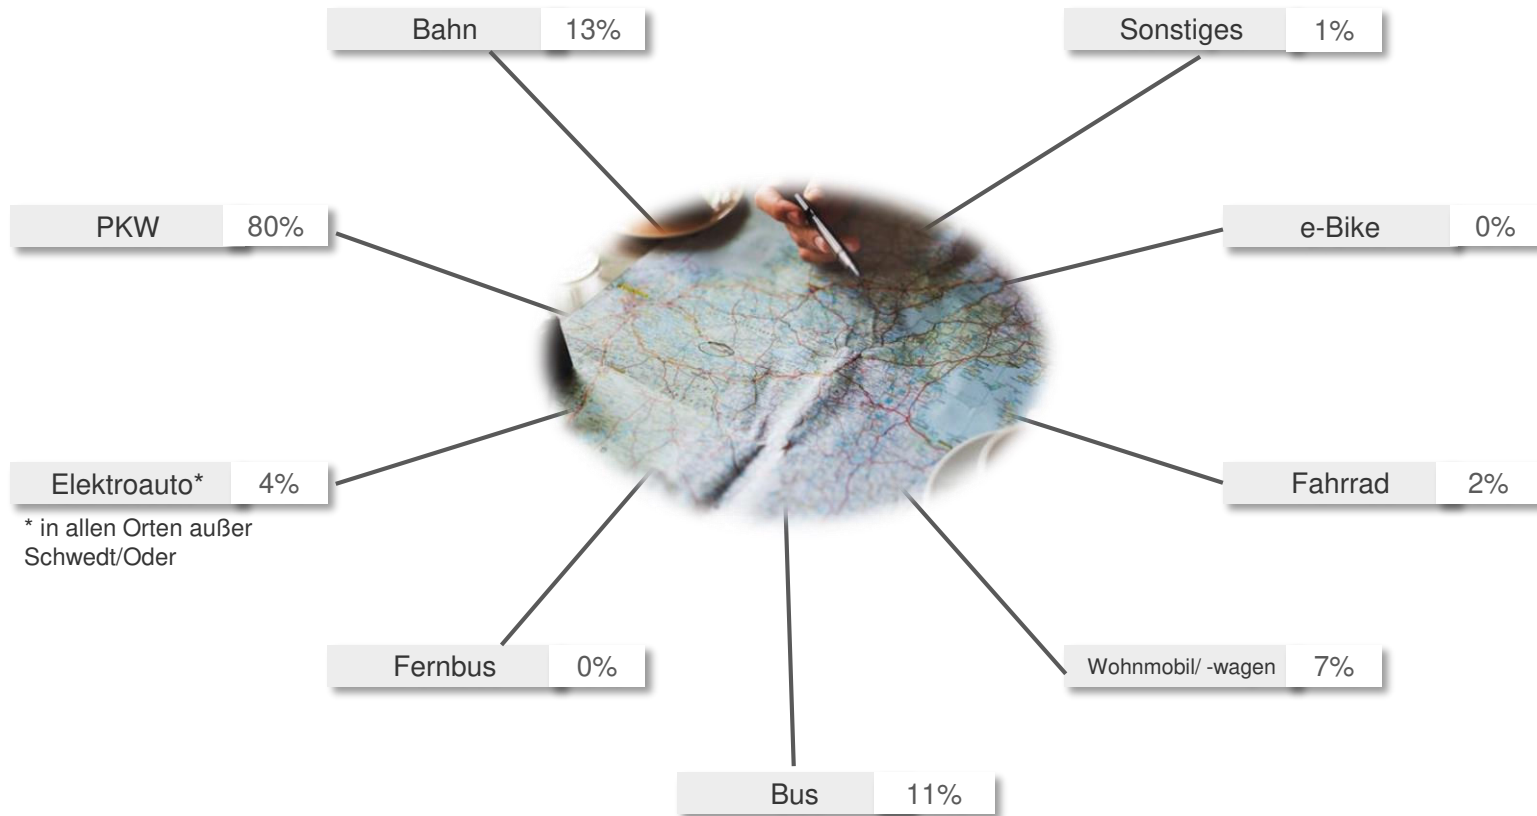 Bahn 13%
Sonstiges 1%
PKW 80%
e-Bike 0%
Elektroauto* 4%
* in allen Orten außer
Schwedt/Oder
Fahrrad 2%
Fernbus 0%
Wohnmobil/ -wagen 7%
Bus 11%